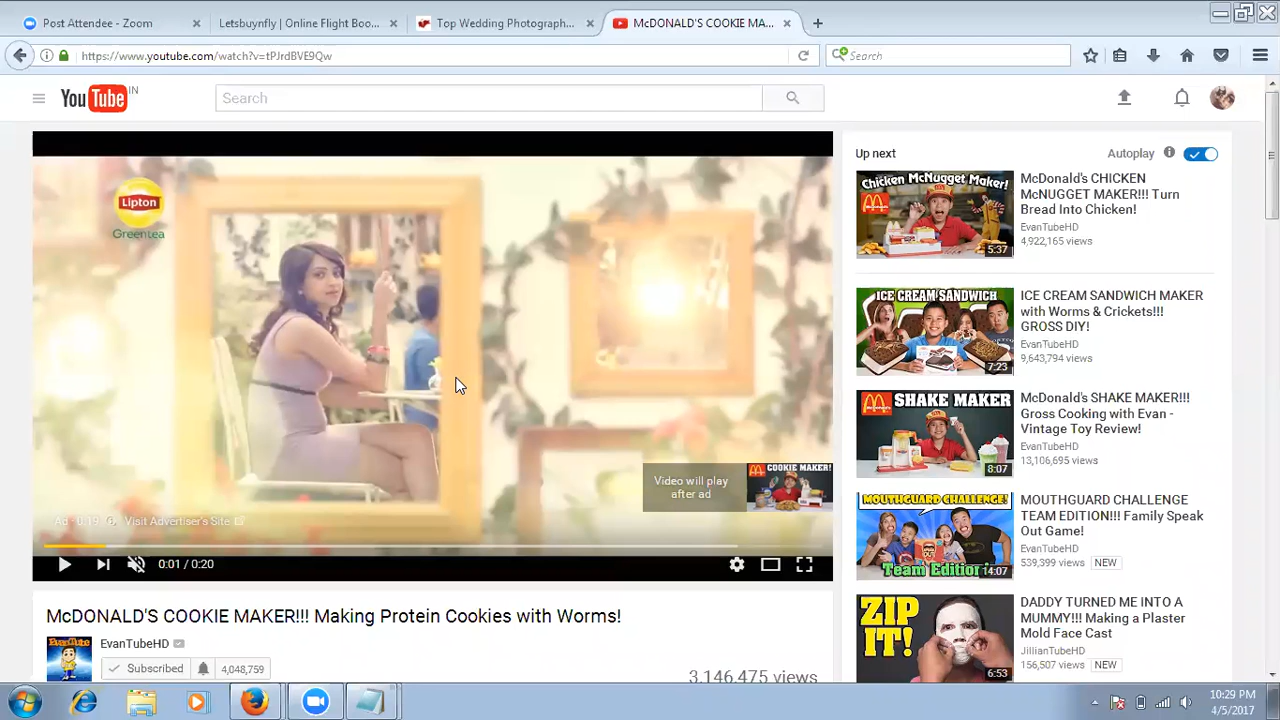 Post Attendee - Zoom
Letsbuynfly | Online Flight Boo...
Top Wedding Photograph...
McDONALD'S COOKIE MA...
https://www.youtube.com/watch?v=tPJrdBVE9Qw
Search
YouTube IN
Search
Lipton
Greentea
Video will play
after ad
COOKIE MAKER!
Ad · 0:19
Visit Advertiser's Site
0:01 / 0:20
McDONALD'S COOKIE MAKER!!! Making Protein Cookies with Worms!
EvanTube
EvanTubeHD
Subscribed
4,048,759
3,146,475 views
Up next
Autoplay
Chicken McNugget Maker!
5:37
McDonald's CHICKEN
McNUGGET MAKER!!! Turn
Bread Into Chicken!
EvanTubeHD
4,922,165 views
ICE CREAM SANDWICH
7:23
ICE CREAM SANDWICH MAKER
with Worms & Crickets!!!
GROSS DIY!
EvanTubeHD
9,643,794 views
SHAKE MAKER
8:07
McDonald's SHAKE MAKER!!!
Gross Cooking with Evan -
Vintage Toy Review!
EvanTubeHD
13,106,695 views
MOUTHGUARD CHALLENGE!
Team Edition!
14:07
MOUTHGUARD CHALLENGE
TEAM EDITION!!! Family Speak
Out Game!
EvanTubeHD
539,399 views
NEW
ZIP
IT!
6:53
DADDY TURNED ME INTO A
MUMMY!!! Making a Plaster
Mold Face Cast
JillianTubeHD
156,507 views
NEW
10:29 PM
4/5/2017